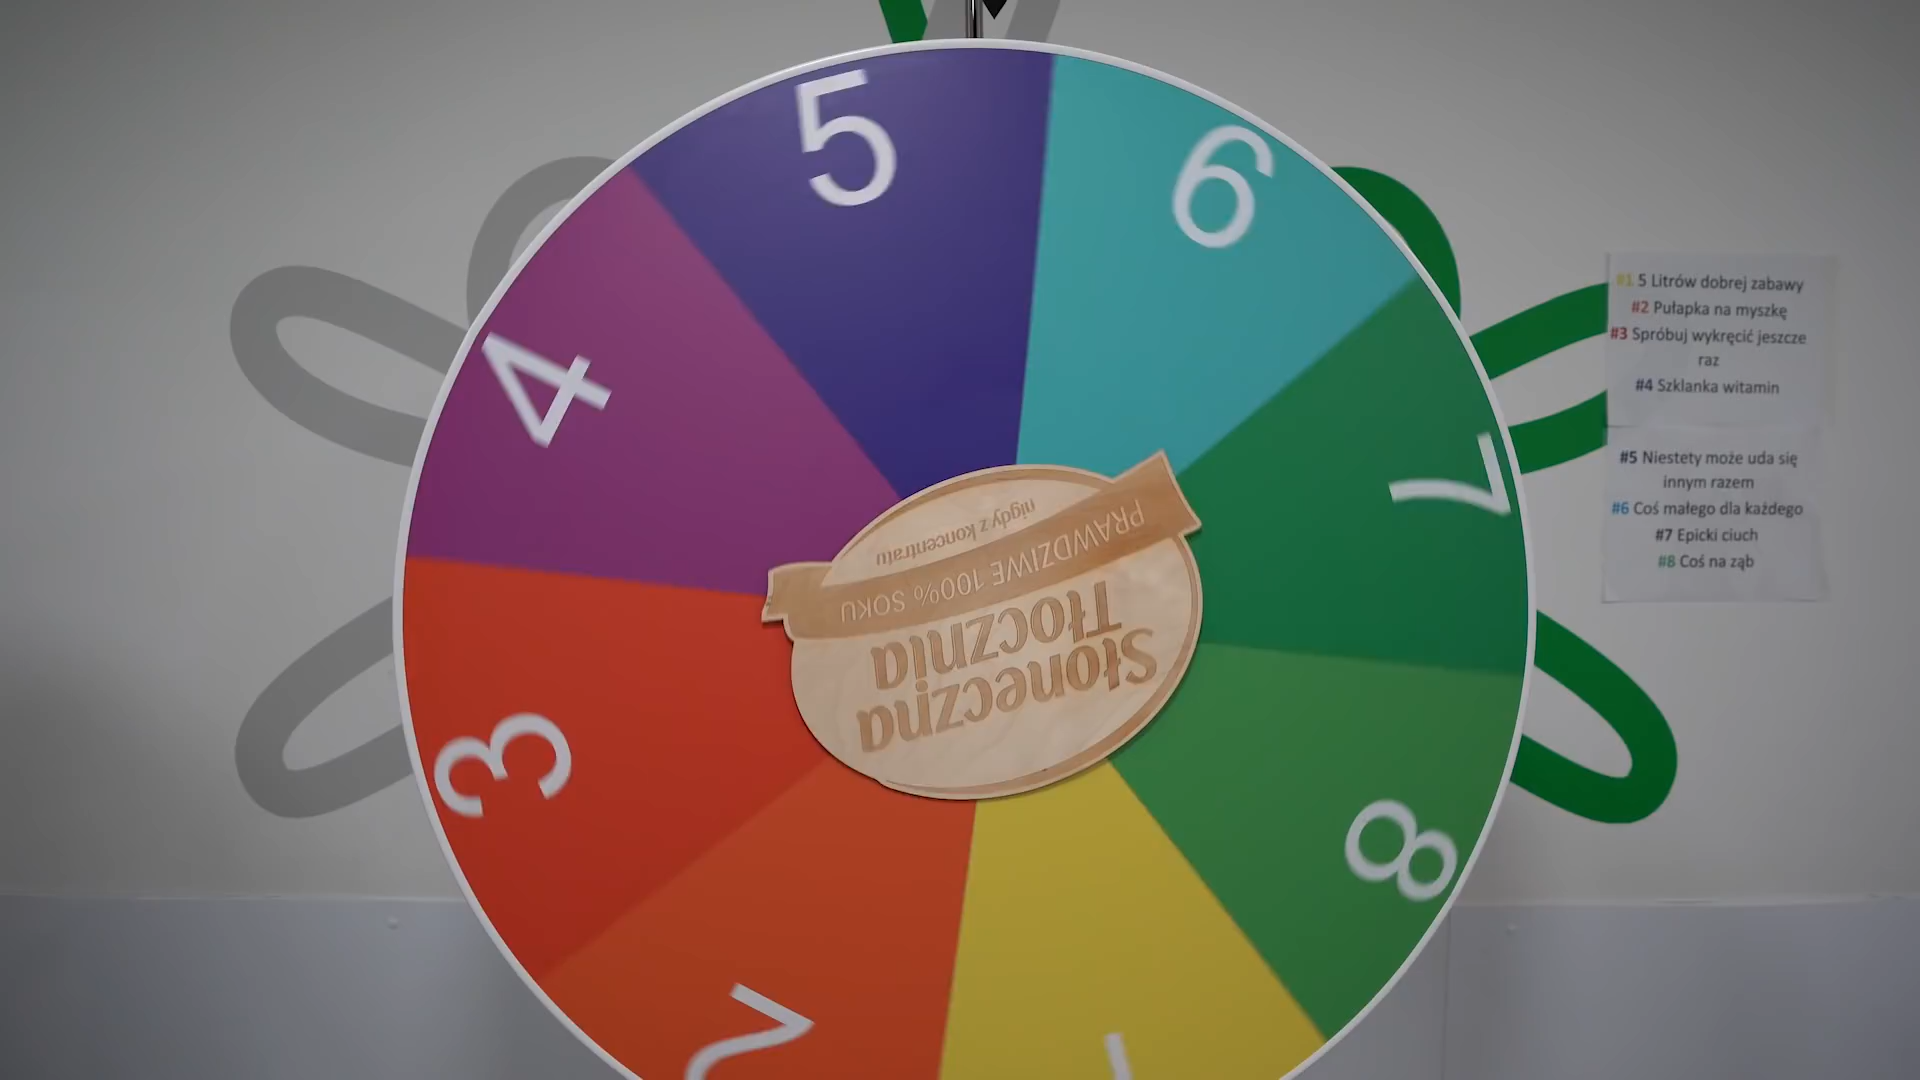 5
6
4
7
3
8
2
1
Słoneczna
Tłocznia
PRAWDZIWE 100% SOKU
nigdy z koncentratu
#1 5 Litrów dobrej zabawy
#2 Pułapka na myszkę
#3 Spróbuj wykręcić jeszcze
raz
#4 Szklanka witamin
#5 Niestety może uda się
innym razem
#6 Coś małego dla każdego
#7 Epicki ciuch
#8 Coś na ząb